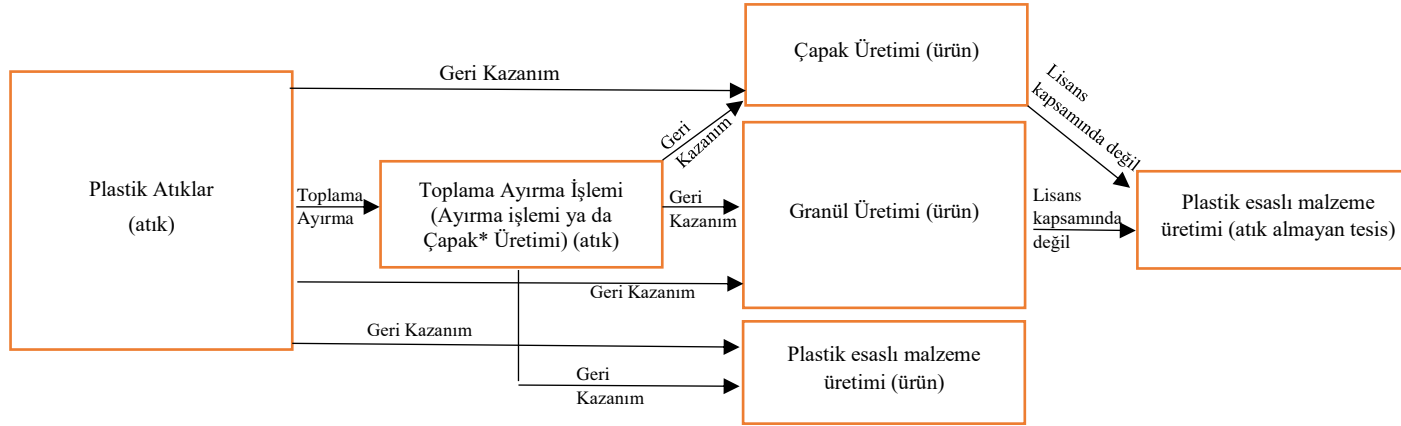 Plastik Atıklar
(atık)
Geri Kazanım
Toplama
Ayırma
Toplama Ayırma İşlemi
(Ayırma işlemi ya da
Çapak* Üretimi) (atık)
Geri
Kazanım
Geri
Kazanım
Geri Kazanım
Geri Kazanım
Geri
Kazanım
Çapak Üretimi (ürün)
Granül Üretimi (ürün)
Plastik esaslı malzeme
üretimi (ürün)
Lisans
kapsamında değil
Lisans
kapsamında
değil
Plastik esaslı malzeme
üretimi (atık almayan tesis)